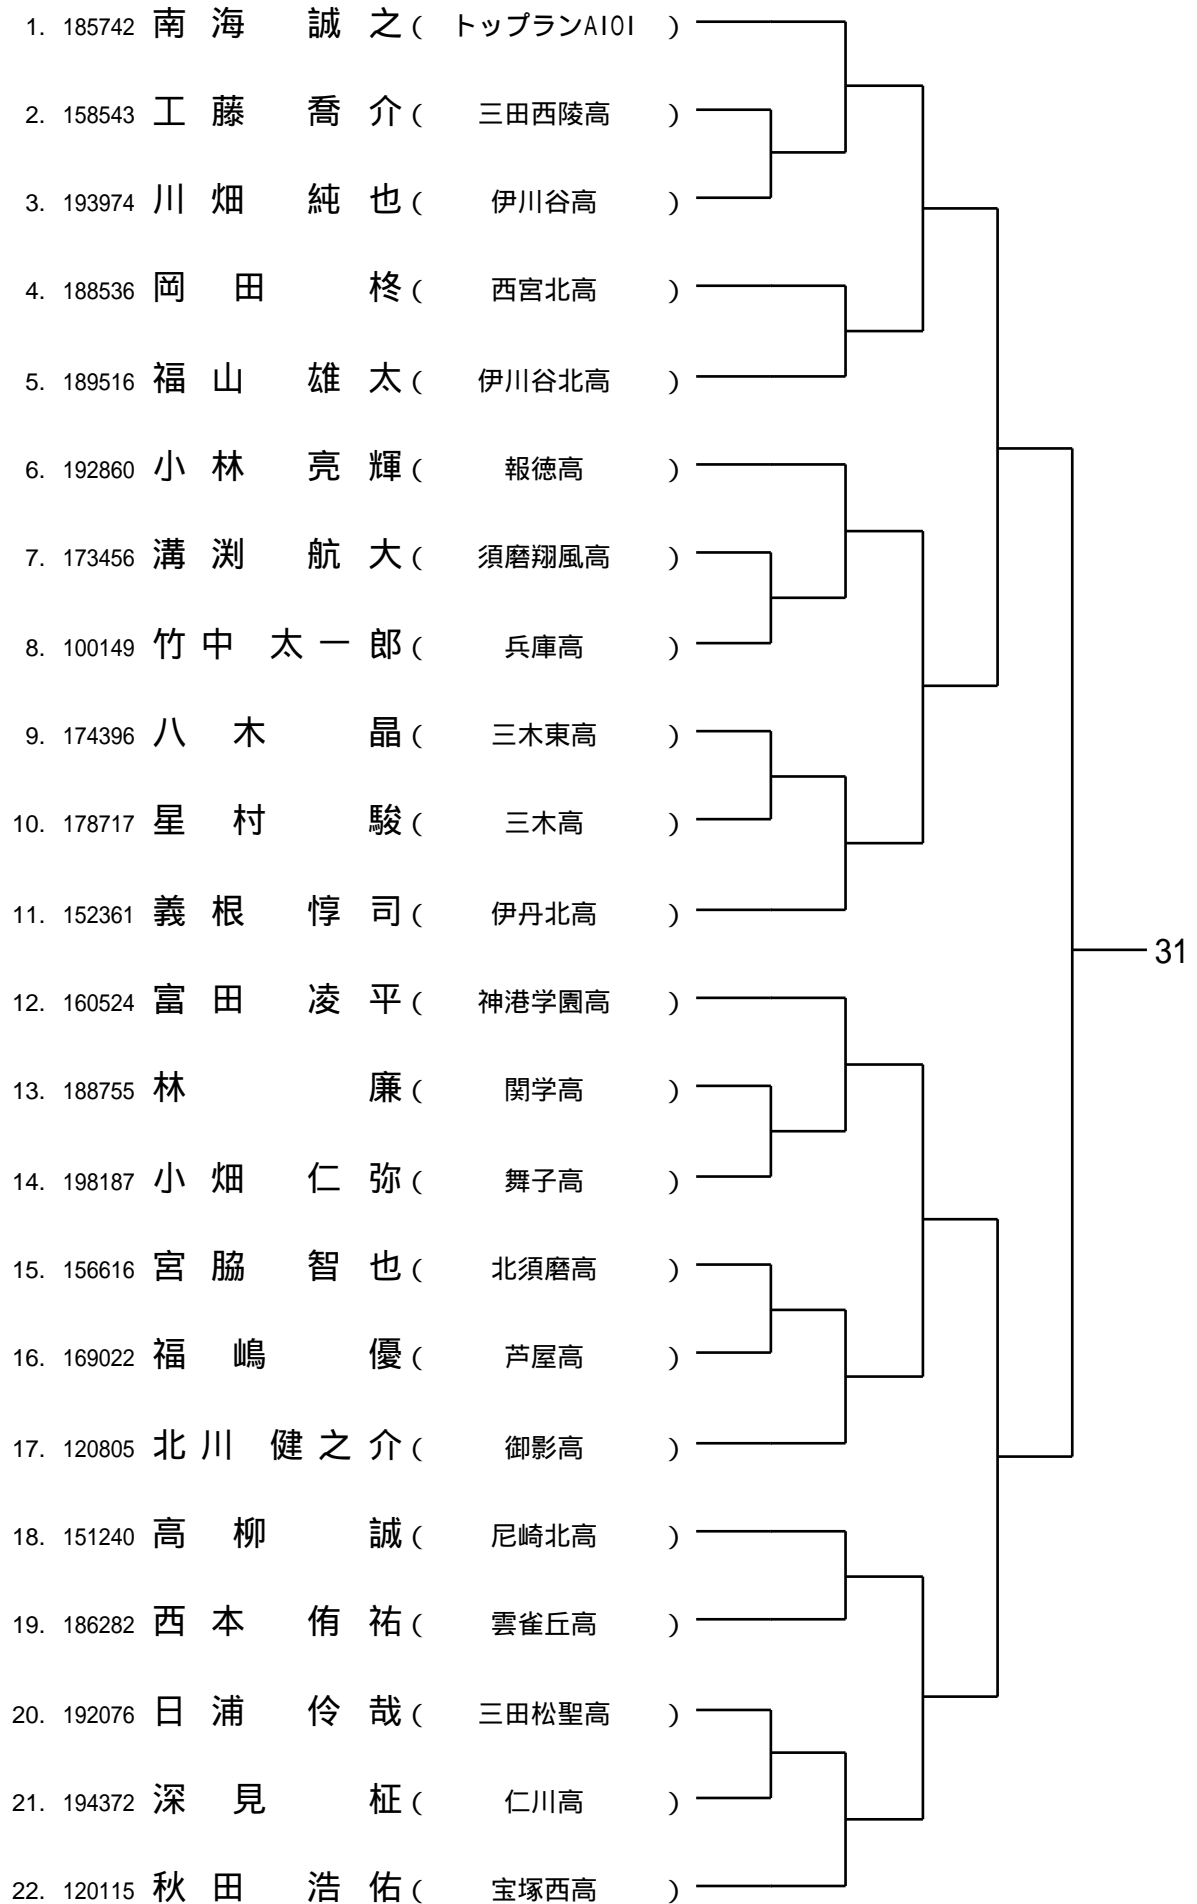 1. 185742 南海 誠之 ( トップランAIOI )
2. 158543 工藤 喬介 ( 三田西陵高 )
3. 193974 川畑 純也 ( 伊川谷高 )
4. 188536 岡田 柊 ( 西宮北高 )
5. 189516 福山 雄太 ( 伊川谷北高 )
6. 192860 小林 亮輝 ( 報徳高 )
7. 173456 溝渕 航大 ( 須磨翔風高 )
8. 100149 竹中 太一郎 ( 兵庫高 )
9. 174396 八木 晶 ( 三木東高 )
10. 178717 星村 駿 ( 三木高 )
11. 152361 義根 惇司 ( 伊丹北高 )
31
12. 160524 富田 凌平 ( 神港学園高 )
13. 188755 林 廉 ( 関学高 )
14. 198187 小畑 仁弥 ( 舞子高 )
15. 156616 宮脇 智也 ( 北須磨高 )
16. 169022 福嶋 優 ( 芦屋高 )
17. 120805 北川 健之介 ( 御影高 )
18. 151240 高柳 誠 ( 尼崎北高 )
19. 186282 西本 侑祐 ( 雲雀丘高 )
20. 192076 日浦 伶哉 ( 三田松聖高 )
21. 194372 深見 柾 ( 仁川高 )
22. 120115 秋田 浩佑 ( 宝塚西高 )